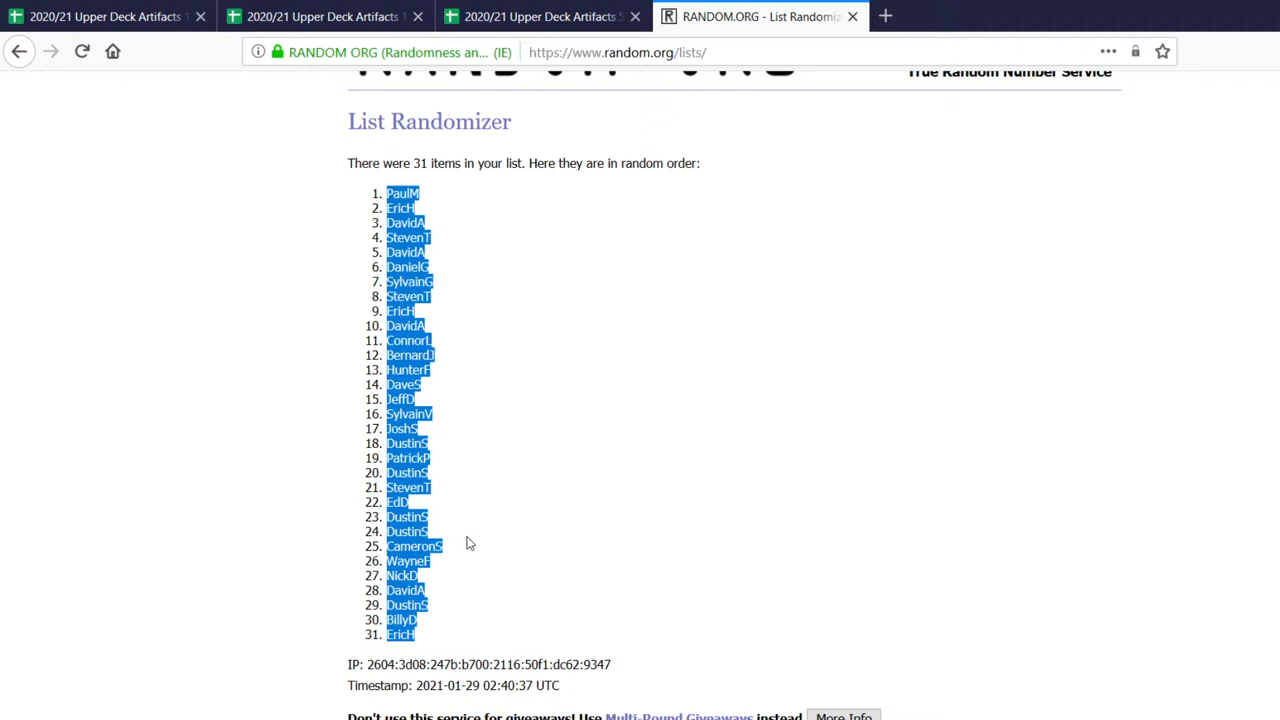 2020/21 Upper Deck Artifacts 1
2020/21 Upper Deck Artifacts 1
2020/21 Upper Deck Artifacts S
RANDOM.ORG - List Randomiz
RANDOM ORG (Randomness an... (IE)
https://www.random.org/lists/
True Random Number Service
List Randomizer
There were 31 items in your list. Here they are in random order:
1. PaulM
2. EricH
3. DavidA
4. StevenT
5. DavidA
6. DanielG
7. SylvainG
8. StevenT
9. EricH
10. DavidA
11. ConnorL
12. BernardJ
13. HunterF
14. DaveS
15. JeffD
16. SylvainV
17. JoshS
18. DustinS
19. PatrickP
20. DustinS
21. StevenT
22. EdD
23. DustinS
24. DustinS
25. CameronS
26. WayneF
27. NickD
28. DavidA
29. DustinS
30. BillyD
31. EricH
IP: 2604:3d08:247b:b700:2116:50f1:dc62:9347
Timestamp: 2021-01-29 02:40:37 UTC
Don't use this service for giveaways! Use Multi-Round Giveaways instead
More Info